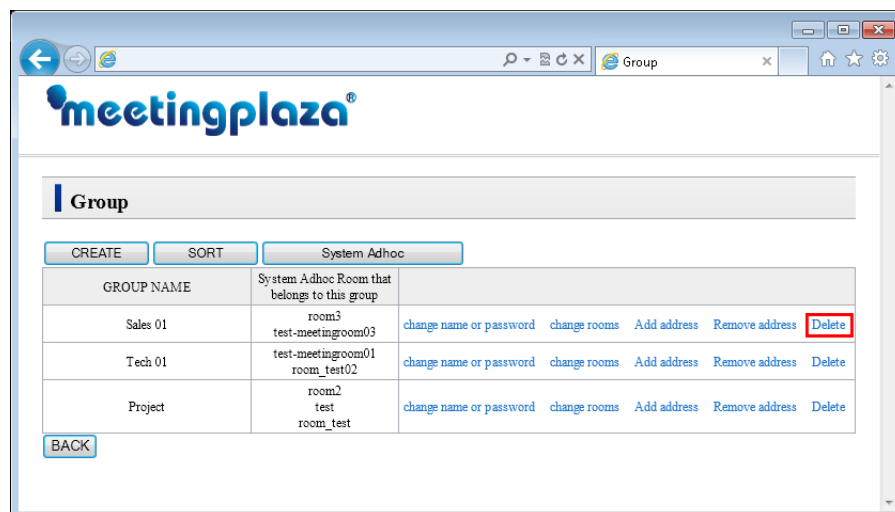 Group
meetingplaza®
Group
CREATE SORT System Adhoc
GROUP NAME
System Adhoc Room that
belongs to this group
Sales 01
room3
test-meetingroom03
change name or password change rooms Add address Remove address Delete
Tech 01
test-meetingroom01
room_test02
change name or password change rooms Add address Remove address Delete
Project
room2
test
room_test
change name or password change rooms Add address Remove address Delete
BACK